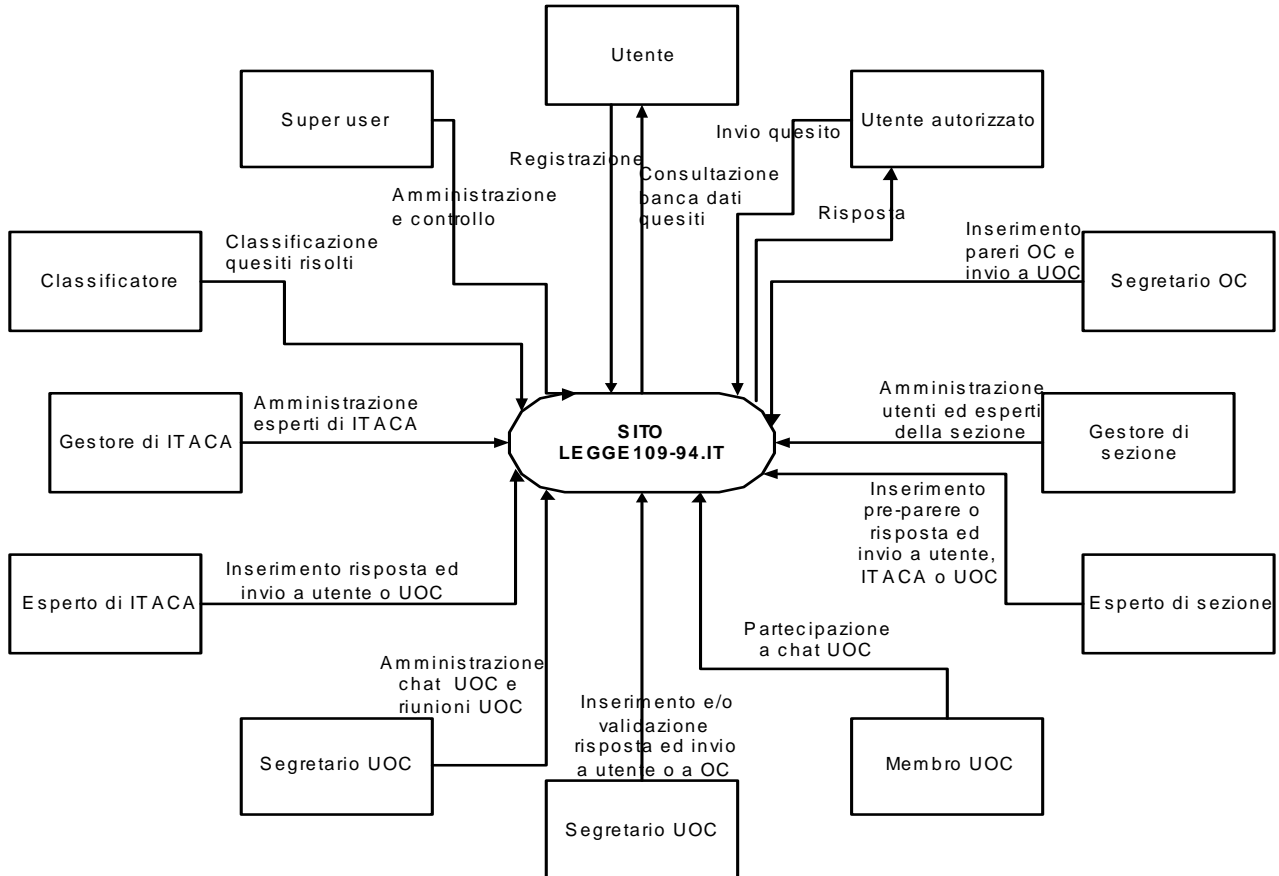 Utente
Super user
Utente autorizzato
Invio quesito
Registrazione
Consultazione
banca dati
quesiti
Amministrazione
e controllo
Risposta
Classificatore
Classificazione
quesiti risolti
Inserimento
pareri OC e
invio a UOC
Segretario OC
Gestore di ITACA
Amministrazione
esperti di ITACA
SITO
LEGGE109-94.IT
Amministrazione
utenti ed esperti
della sezione
Gestore di
sezione
Esperto di ITACA
Inserimento risposta ed
invio a utente o UOC
Inserimento
pre-parere o
risposta ed
invio a utente,
ITACA o UOC
Esperto di sezione
Amministrazione
chat UOC e
riunioni UOC
Segretario UOC
Inserimento e/o
validazione
risposta ed invio
a utente o a OC
Segretario UOC
Partecipazione
a chat UOC
Membro UOC